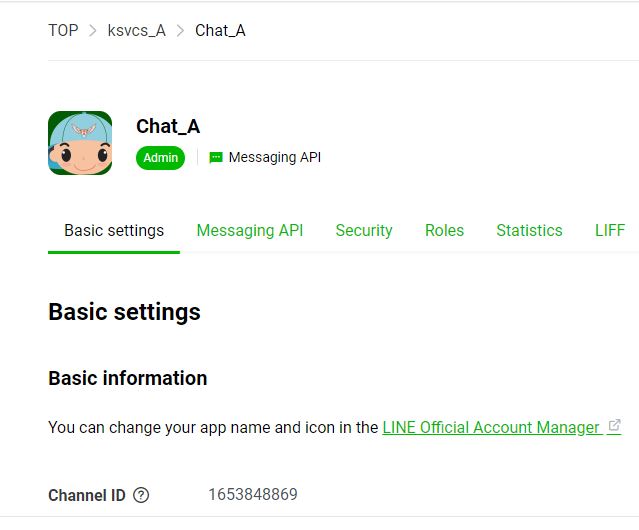 TOP > ksvcs_A > Chat_A
Chat_A
Admin Messaging API
Basic settings Messaging API Security Roles Statistics LIFF
Basic settings
Basic information
You can change your app name and icon in the LINE Official Account Manager
Channel ID ? 1653848869